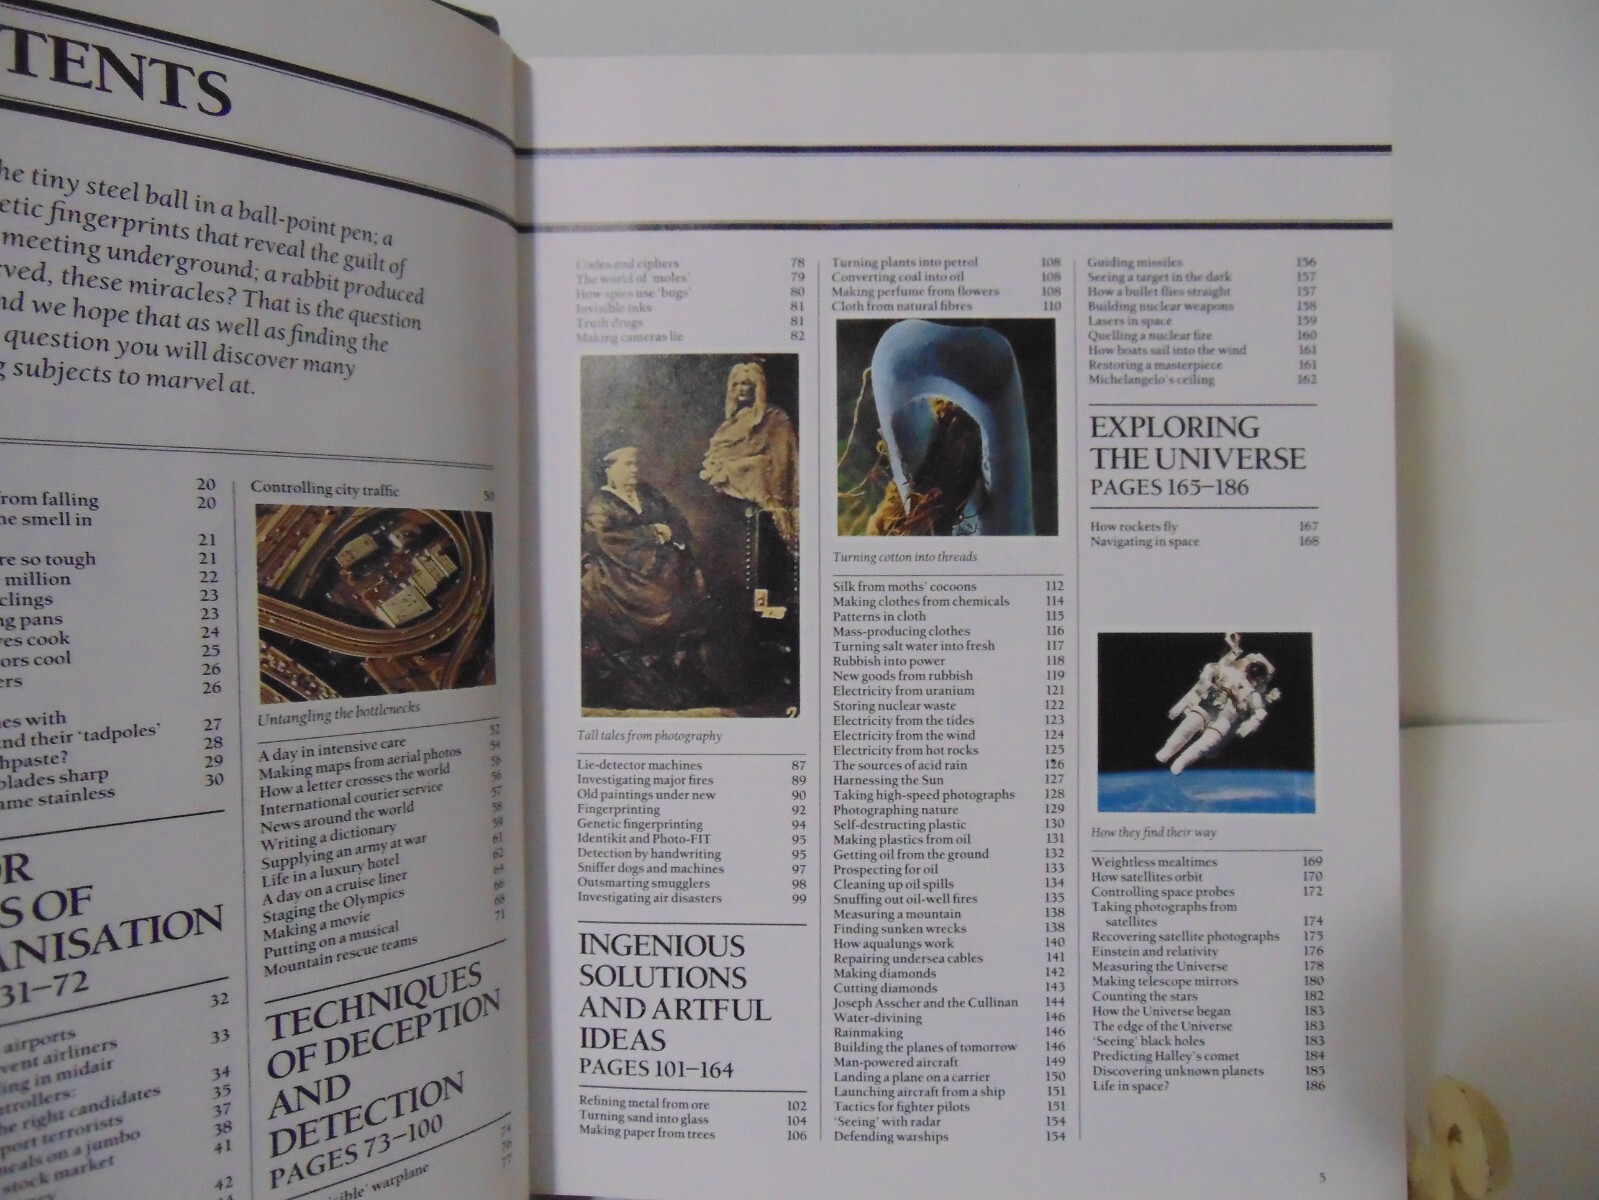 TENTS
he tiny steel ball in a ball-point pen; a
etic fingerprints that reveal the guilt of
meeting underground; a rabbit produced
ved, these miracles? That is the question
nd we hope that as well as finding the
question you will discover many
g subjects to marvel at.
20
rom falling 20
he smell in
21
re so tough 21
million 22
clings 23
ng pans 23
ves cook 24
ors cool 25
ers 26
26
es with
nd their 'tadpoles' 27
hpaste? 28
blades sharp 29
ame stainless 30
OR
S OF
ANISATION
31–72
32
airports
vent airliners 33
ing in midair
ntrollers: 34
he right candidates 35
port terrorists 37
meals on a jumbo 38
stock market 41
42
Controlling city traffic 50
Untangling the bottlenecks
A day in intensive care 52
Making maps from aerial photos 54
How a letter crosses the world 56
International courier service 56
News around the world 57
Writing a dictionary 58
Supplying an army at war 59
Life in a luxury hotel 61
A day on a cruise liner 62
Staging the Olympics 64
Making a movie 66
Putting on a musical 69
Mountain rescue teams 71
TECHNIQUES
OF DECEPTION
AND
DETECTION
PAGES 73–100
74
76
77
warplane
Codes and ciphers 78
The world of 'moles' 79
How spies use 'bugs' 80
Invisible inks 81
Truth drugs 81
Making cameras lie 82
Tall tales from photography
Lie-detector machines 87
Investigating major fires 89
Old paintings under new 90
Fingerprinting 92
Genetic fingerprinting 94
Identikit and Photo-FIT 95
Detection by handwriting 95
Sniffer dogs and machines 97
Outsmarting smugglers 98
Investigating air disasters 99
INGENIOUS
SOLUTIONS
AND ARTFUL
IDEAS
PAGES 101–164
Refining metal from ore 102
Turning sand into glass 104
Making paper from trees 106
Turning plants into petrol 108
Converting coal into oil 108
Making perfume from flowers 108
Cloth from natural fibres 110
Turning cotton into threads
Silk from moths' cocoons 112
Making clothes from chemicals 114
Patterns in cloth 115
Mass-producing clothes 116
Turning salt water into fresh 117
Rubbish into power 118
New goods from rubbish 119
Electricity from uranium 121
Storing nuclear waste 122
Electricity from the tides 123
Electricity from the wind 124
Electricity from hot rocks 125
The sources of acid rain 126
Harnessing the Sun 127
Taking high-speed photographs 128
Photographing nature 129
Self-destructing plastic 130
Making plastics from oil 131
Getting oil from the ground 132
Prospecting for oil 133
Cleaning up oil spills 134
Snuffing out oil-well fires 135
Measuring a mountain 138
Finding sunken wrecks 138
How aqualungs work 140
Repairing undersea cables 141
Making diamonds 142
Cutting diamonds 143
Joseph Asscher and the Cullinan 144
Water-divining 146
Rainmaking 146
Building the planes of tomorrow 146
Man-powered aircraft 149
Landing a plane on a carrier 150
Launching aircraft from a ship 151
Tactics for fighter pilots 151
'Seeing' with radar 154
Defending warships 154
Guiding missiles 156
Seeing a target in the dark 157
How a bullet flies straight 157
Building nuclear weapons 158
Lasers in space 159
Quelling a nuclear fire 160
How boats sail into the wind 161
Restoring a masterpiece 161
Michelangelo's ceiling 162
EXPLORING
THE UNIVERSE
PAGES 165–186
How rockets fly 167
Navigating in space 168
How they find their way
Weightless mealtimes 169
How satellites orbit 170
Controlling space probes 172
Taking photographs from
satellites 174
Recovering satellite photographs 175
Einstein and relativity 176
Measuring the Universe 178
Making telescope mirrors 180
Counting the stars 182
How the Universe began 183
The edge of the Universe 183
'Seeing' black holes 183
Predicting Halley's comet 184
Discovering unknown planets 185
Life in space? 186
5